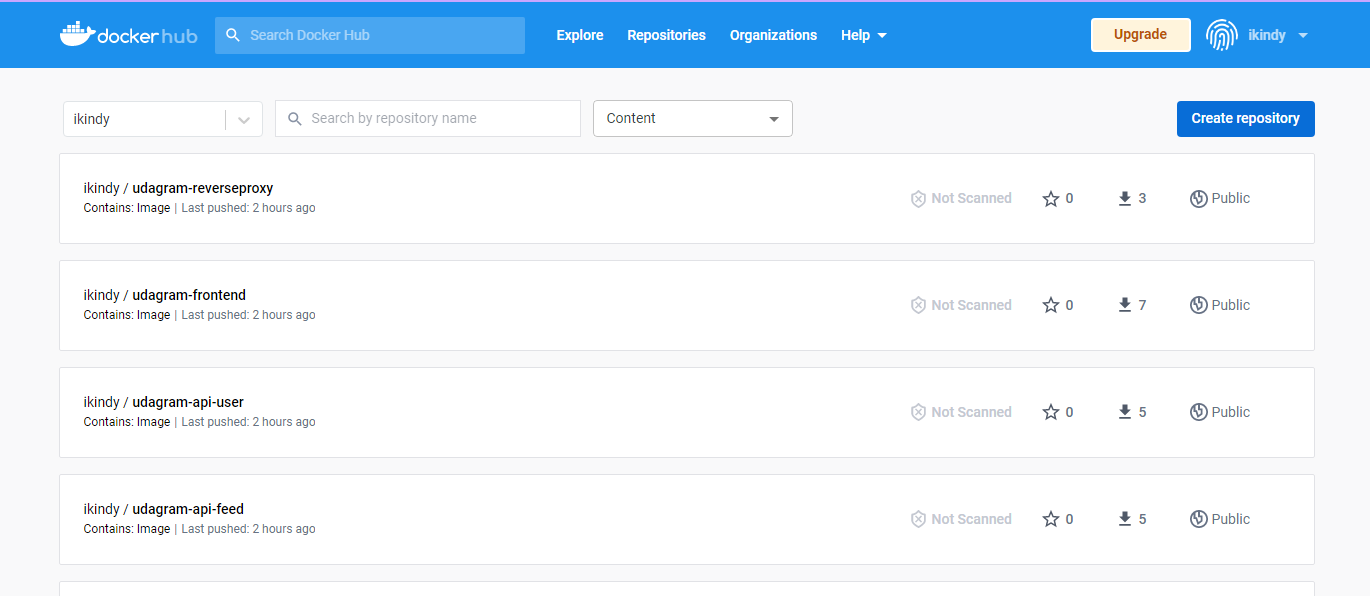 docker hub Search Docker Hub Explore Repositories Organizations Help Upgrade ikindy
ikindy Search by repository name Content Create repository
ikindy / udagram-reverseproxy
Contains: Image | Last pushed: 2 hours ago
Not Scanned 0 3 Public
ikindy / udagram-frontend
Contains: Image | Last pushed: 2 hours ago
Not Scanned 0 7 Public
ikindy / udagram-api-user
Contains: Image | Last pushed: 2 hours ago
Not Scanned 0 5 Public
ikindy / udagram-api-feed
Contains: Image | Last pushed: 2 hours ago
Not Scanned 0 5 Public